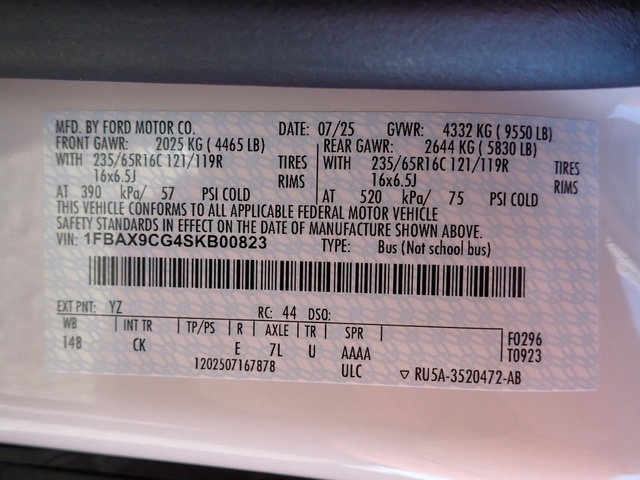 MFD. BY FORD MOTOR CO. DATE: 07/25 GVWR: 4332 KG ( 9550 LB)
FRONT GAWR: 2025 KG ( 4465 LB) REAR GAWR: 2644 KG ( 5830 LB)
WITH 235/65R16C 121/119R TIRES WITH 235/65R16C 121/119R TIRES
16x6.5J RIMS 16x6.5J RIMS
AT 390 kPa/ 57 PSI COLD AT 520 kPa/ 75 PSI COLD
THIS VEHICLE CONFORMS TO ALL APPLICABLE FEDERAL MOTOR VEHICLE
SAFETY STANDARDS IN EFFECT ON THE DATE OF MANUFACTURE SHOWN ABOVE.
VIN: 1FBAX9CG4SKB00823 TYPE: Bus (Not school bus)
EXT PNT: YZ RC: 44 DSO:
WB INT TR TP/PS R AXLE TR SPR F0296
148 CK E 7L U AAAA T0923
1202507167878 ULC ▽ RU5A-3520472-AB